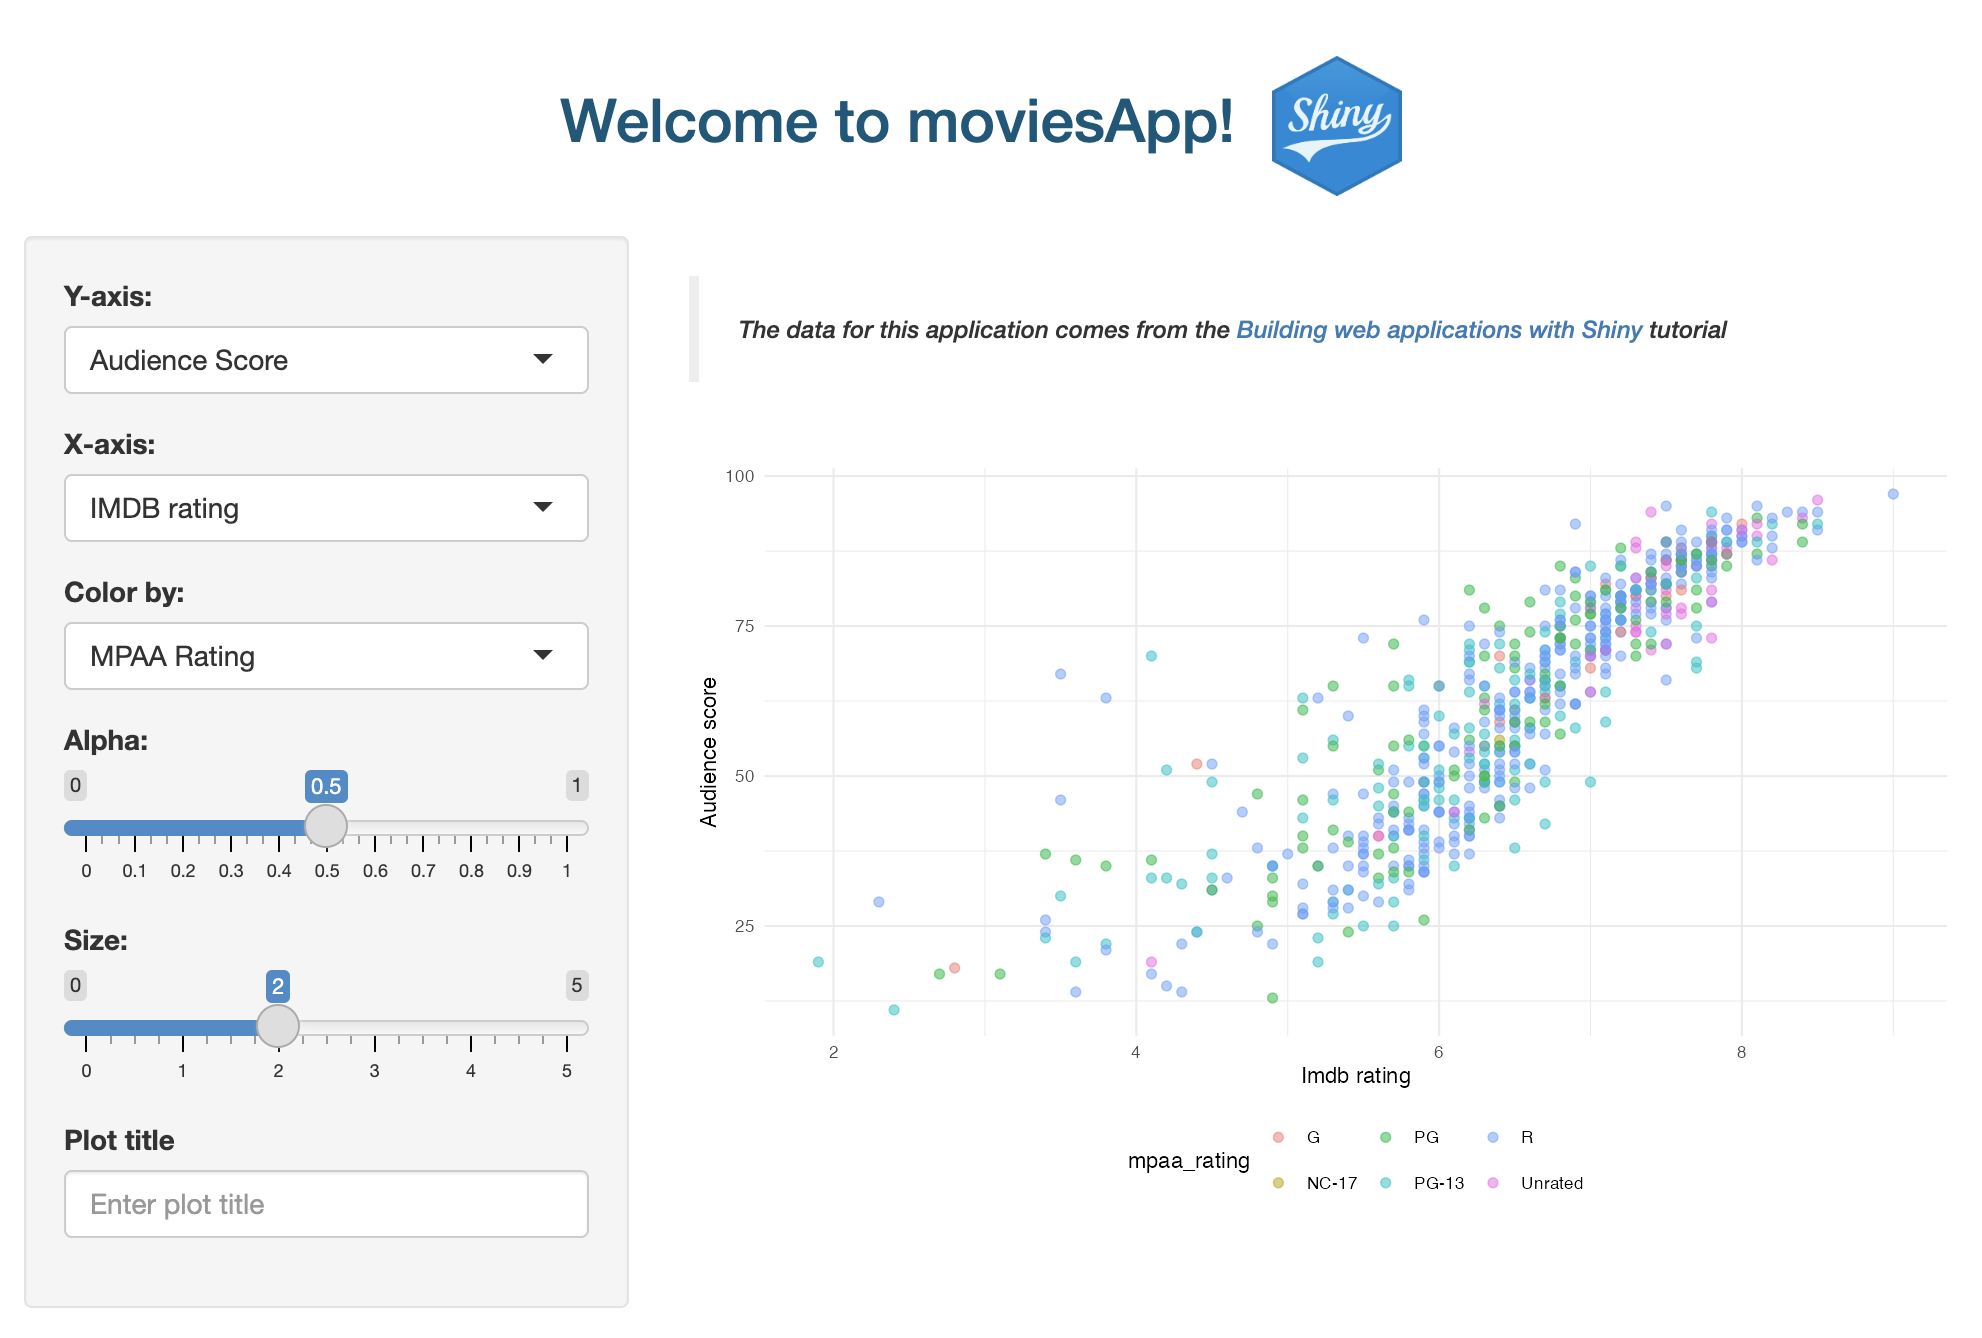 Welcome to moviesApp!
Shiny
Y-axis:
Audience Score
X-axis:
IMDB rating
Color by:
MPAA Rating
Alpha:
0 0.5 1
0 0.1 0.2 0.3 0.4 0.5 0.6 0.7 0.8 0.9 1
Size:
0 2 5
0 1 2 3 4 5
Plot title
Enter plot title
The data for this application comes from the Building web applications with Shiny tutorial
100
75
50
25
Audience score
2 4 6 8
Imdb rating
mpaa_rating
G PG R
NC-17 PG-13 Unrated